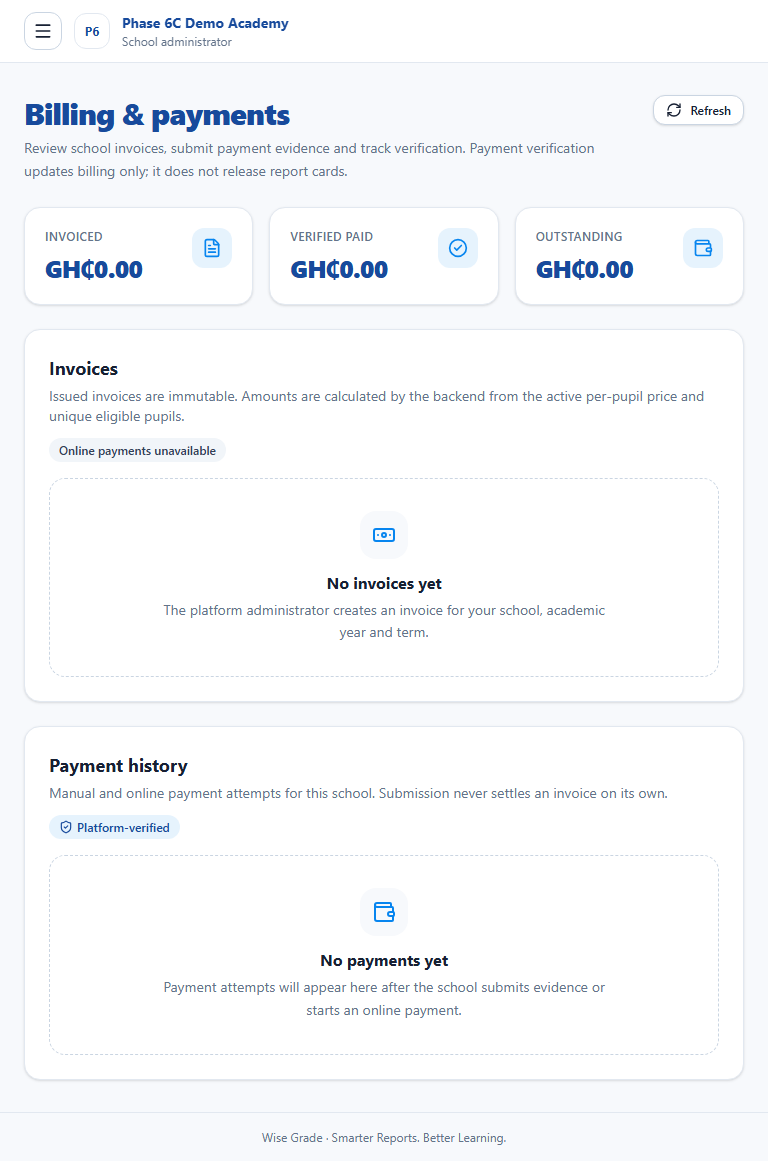 P6
Phase 6C Demo Academy
School administrator
Billing & payments
Refresh
Review school invoices, submit payment evidence and track verification. Payment verification
updates billing only; it does not release report cards.
INVOICED
GH₵0.00
VERIFIED PAID
GH₵0.00
OUTSTANDING
GH₵0.00
Invoices
Issued invoices are immutable. Amounts are calculated by the backend from the active per-pupil price and
unique eligible pupils.
Online payments unavailable
No invoices yet
The platform administrator creates an invoice for your school, academic
year and term.
Payment history
Manual and online payment attempts for this school. Submission never settles an invoice on its own.
Platform-verified
No payments yet
Payment attempts will appear here after the school submits evidence or
starts an online payment.
Wise Grade · Smarter Reports. Better Learning.